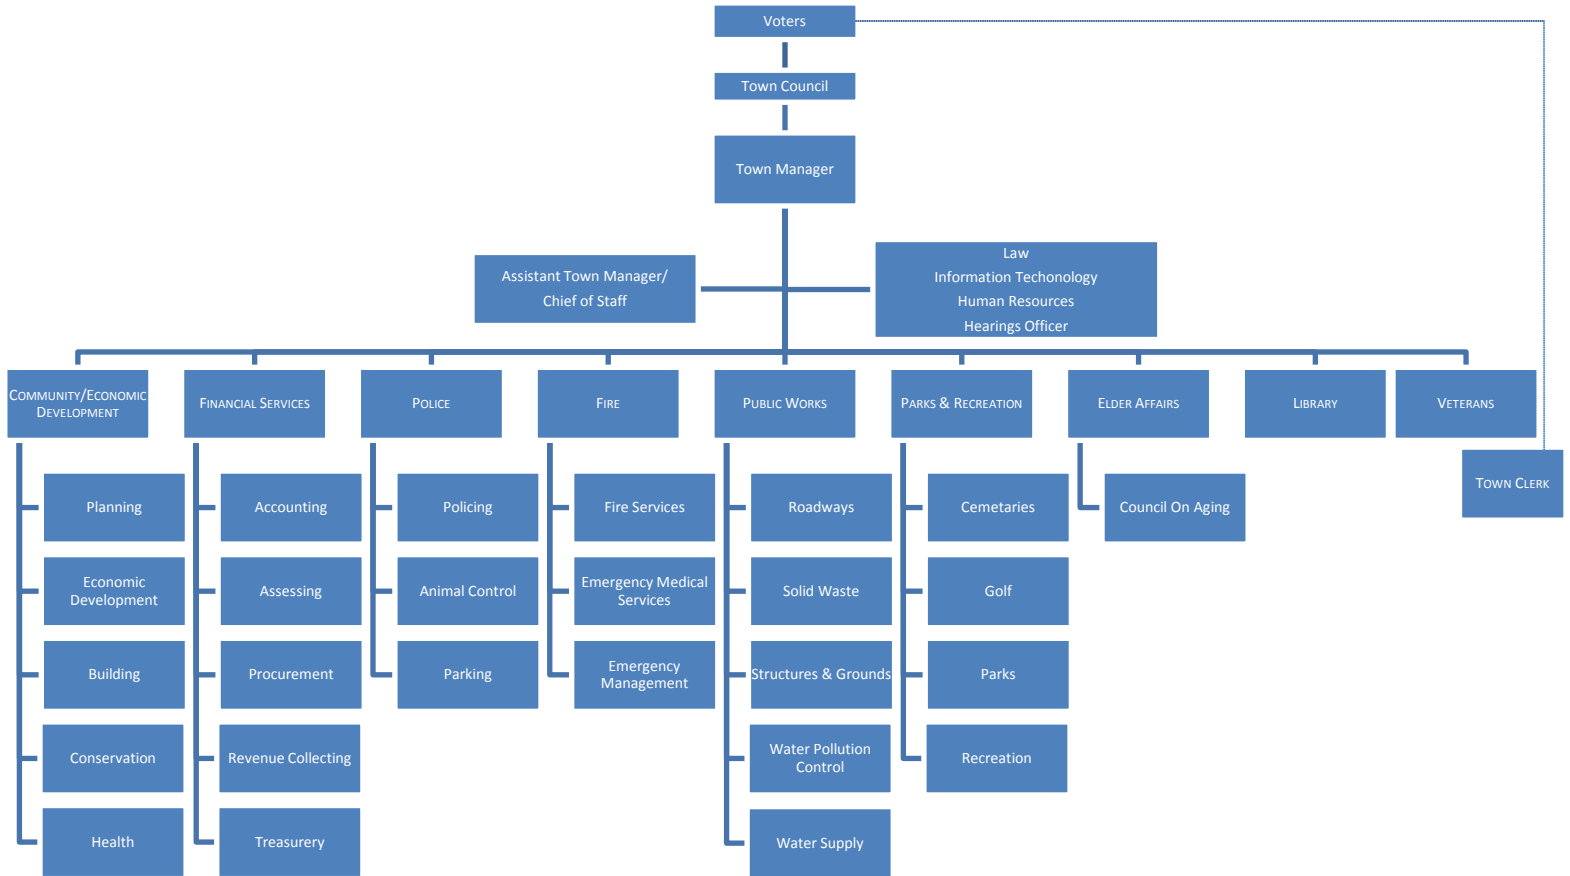 Voters
Town Council
Town Manager
Assistant Town Manager/
Chief of Staff
Law
Information Techonology
Human Resources
Hearings Officer
COMMUNITY/ECONOMIC
DEVELOPMENT
FINANCIAL SERVICES
POLICE
FIRE
PUBLIC WORKS
PARKS & RECREATION
ELDER AFFAIRS
LIBRARY
VETERANS
TOWN CLERK
Planning
Accounting
Policing
Fire Services
Roadways
Cemetaries
Council On Aging
Economic
Development
Assessing
Animal Control
Emergency Medical
Services
Solid Waste
Golf
Building
Procurement
Parking
Emergency
Management
Structures & Grounds
Parks
Conservation
Revenue Collecting
Water Pollution
Control
Recreation
Health
Treasurery
Water Supply